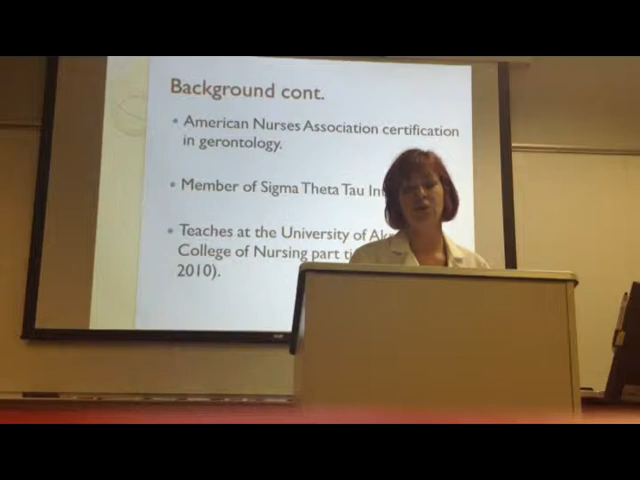 Background cont.
• American Nurses Association certification
in gerontology.
• Member of Sigma Theta Tau
• Teaches at the University of
College of Nursing part
2010).